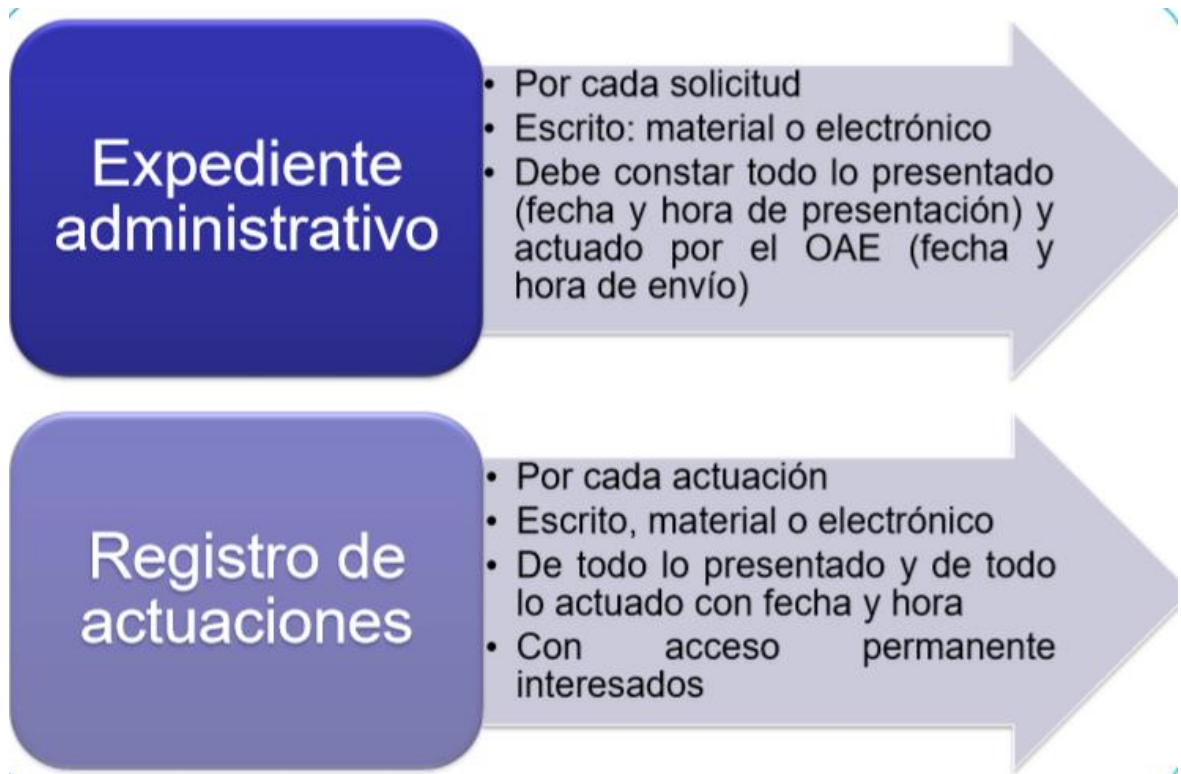 Expediente
administrativo
• Por cada solicitud
• Escrito: material o electrónico
• Debe constar todo lo presentado
(fecha y hora de presentación) y
actuado por el OAE (fecha y
hora de envío)
Registro de
actuaciones
• Por cada actuación
• Escrito, material o electrónico
• De todo lo presentado y de todo
lo actuado con fecha y hora
• Con acceso permanente
interesados